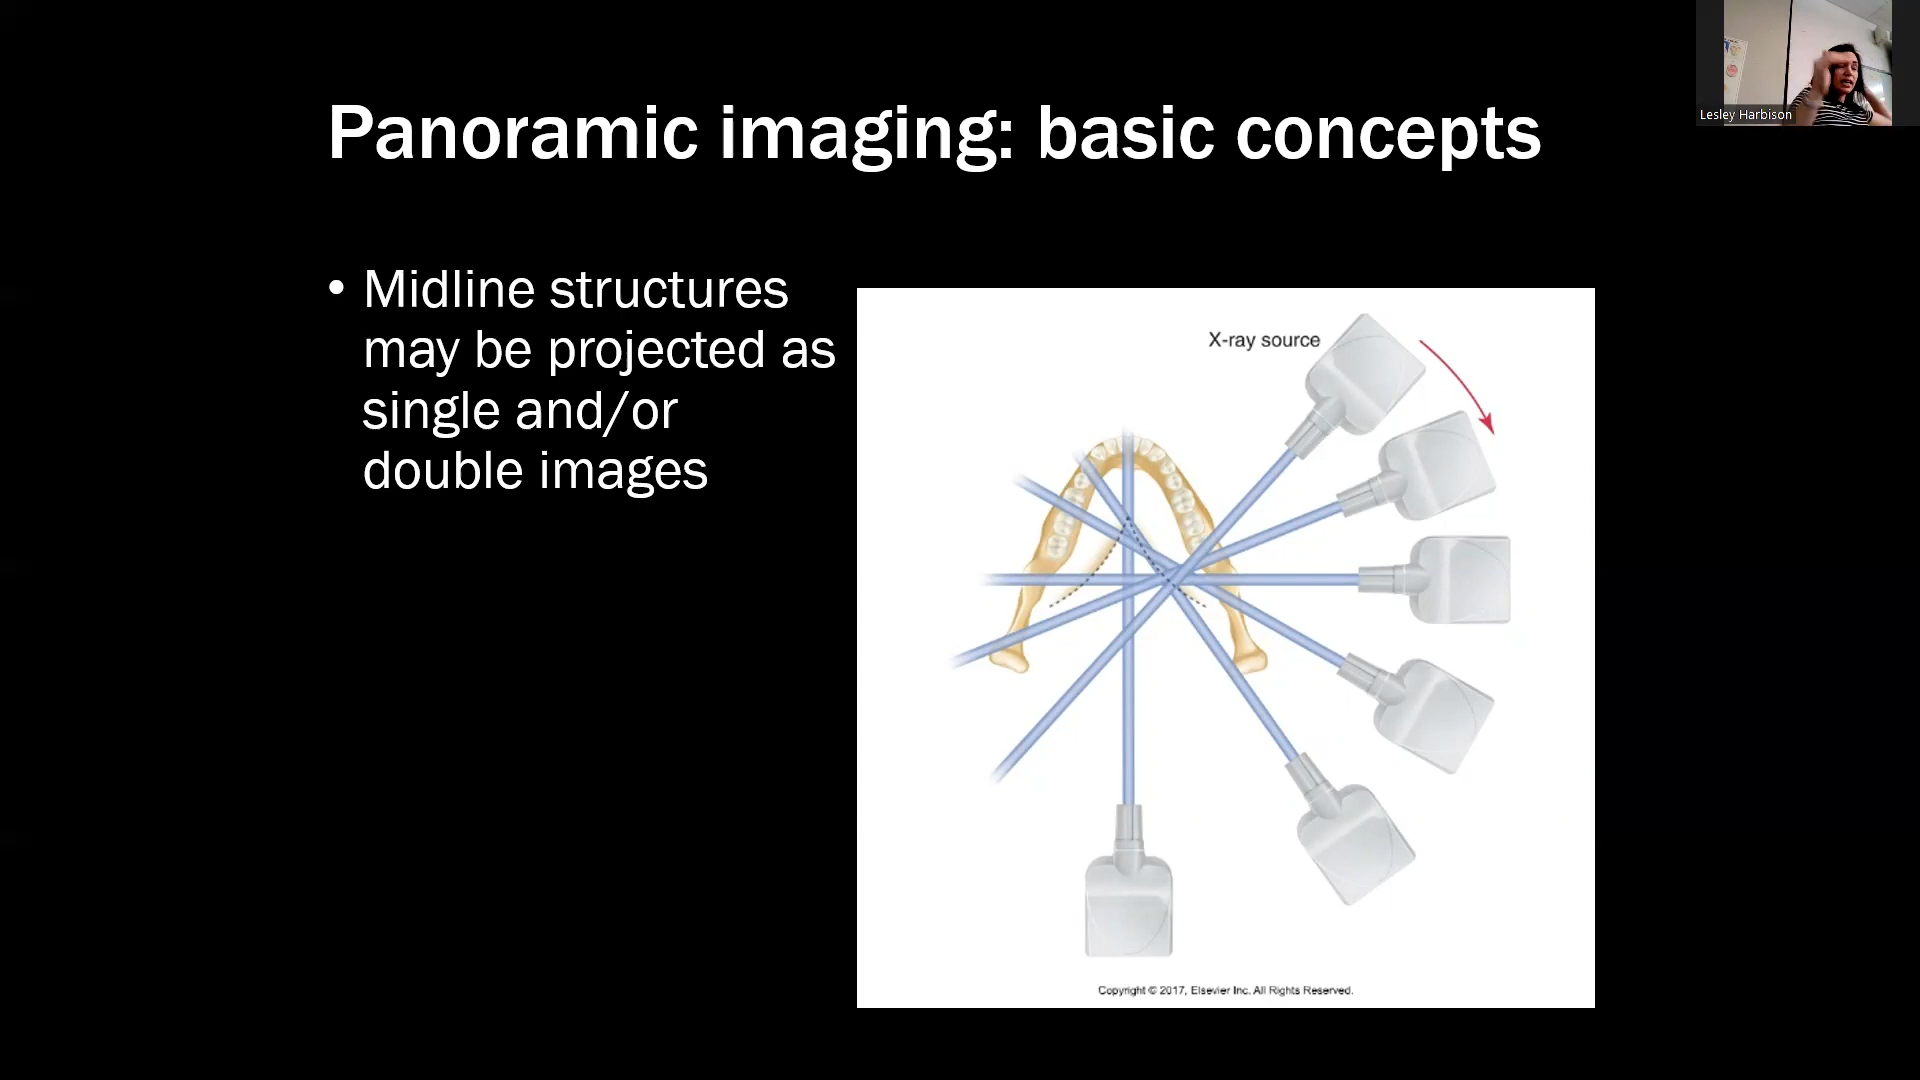 Panoramic imaging: basic concepts
Lesley Harbison
• Midline structures
may be projected as
single and/or
double images
X-ray source
Copyright © 2017, Elsevier Inc. All Rights Reserved.